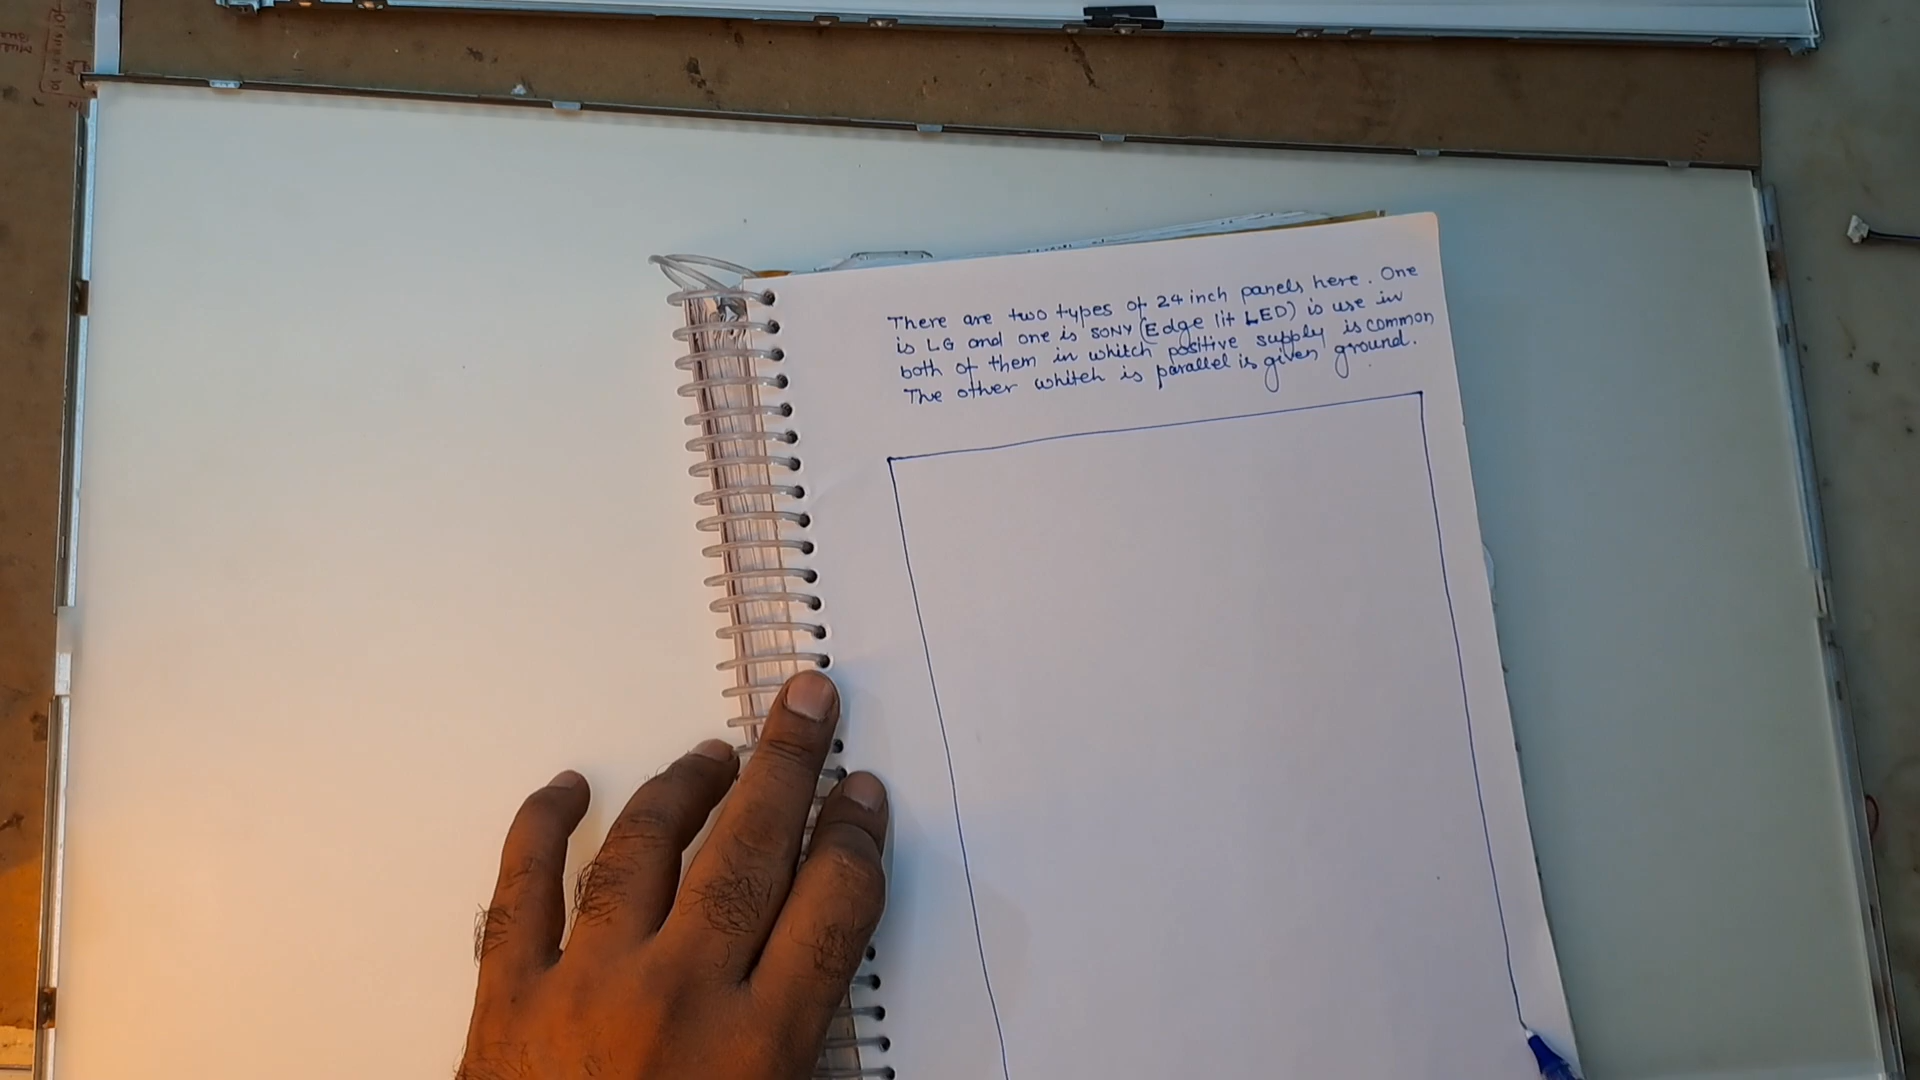 There are two types of 24 inch panels here. One
is LG and one is SONY (Edge lit LED) is use in
both of them in whitch positive supply is common
The other whiteh is parallel is given ground.